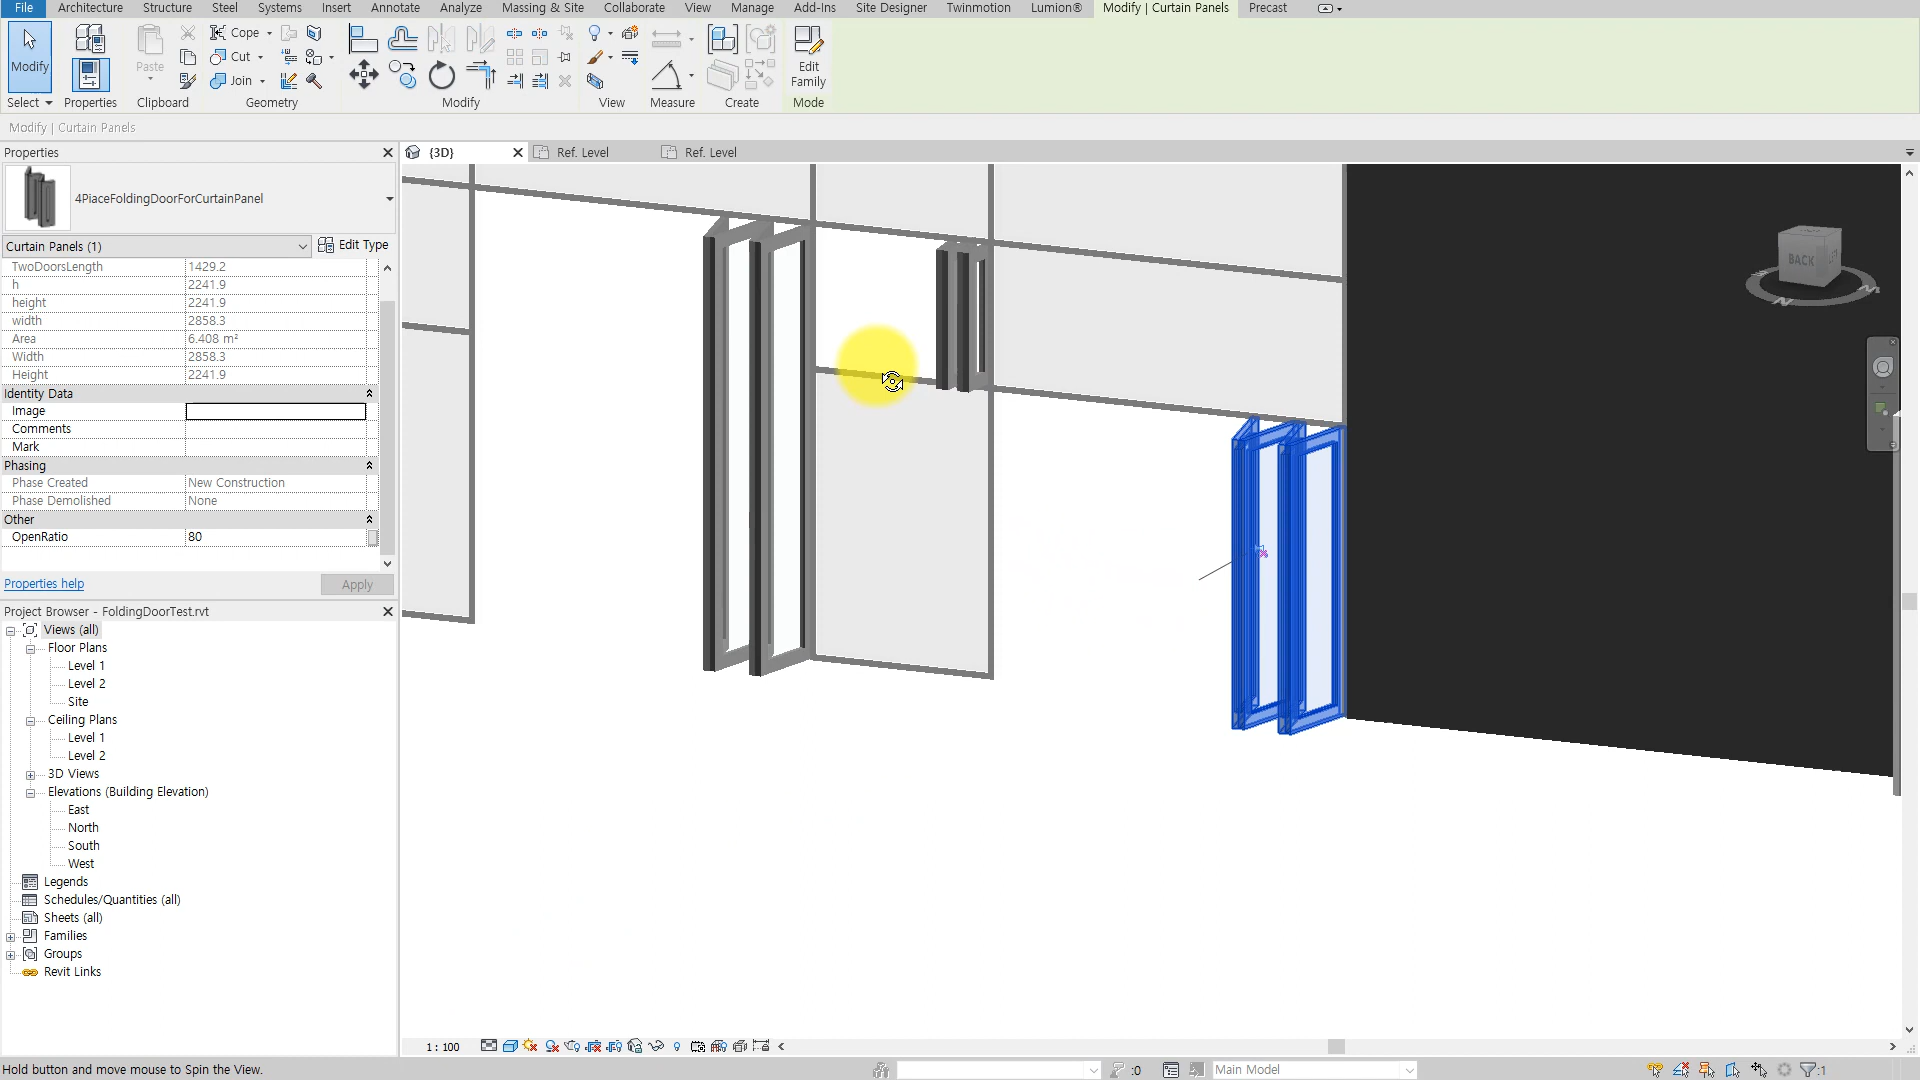 File Architecture Structure Steel Systems Insert Annotate Analyze Massing & Site Collaborate View Manage Add-Ins Site Designer Twinmotion Lumion® Modify | Curtain Panels Precast
Modify Paste Cope Cut Join Edit Family
Select Properties Clipboard Geometry Modify View Measure Create Mode
Modify | Curtain Panels
Properties
{3D} Ref. Level Ref. Level
4PiaceFoldingDoorForCurtainPanel
Curtain Panels (1) Edit Type
TwoDoorsLength 1429.2
h 2241.9
height 2241.9
width 2858.3
Area 6.408 m²
Width 2858.3
Height 2241.9
Identity Data
Image
Comments
Mark
Phasing
Phase Created New Construction
Phase Demolished None
Other
OpenRatio 80
Properties help Apply
BACK
Project Browser - FoldingDoorTest.rvt
Views (all)
Floor Plans
Level 1
Level 2
Site
Ceiling Plans
Level 1
Level 2
3D Views
Elevations (Building Elevation)
East
North
South
West
Legends
Schedules/Quantities (all)
Sheets (all)
Families
Groups
Revit Links
1 : 100
Hold button and move mouse to Spin the View.
:0 Main Model :1